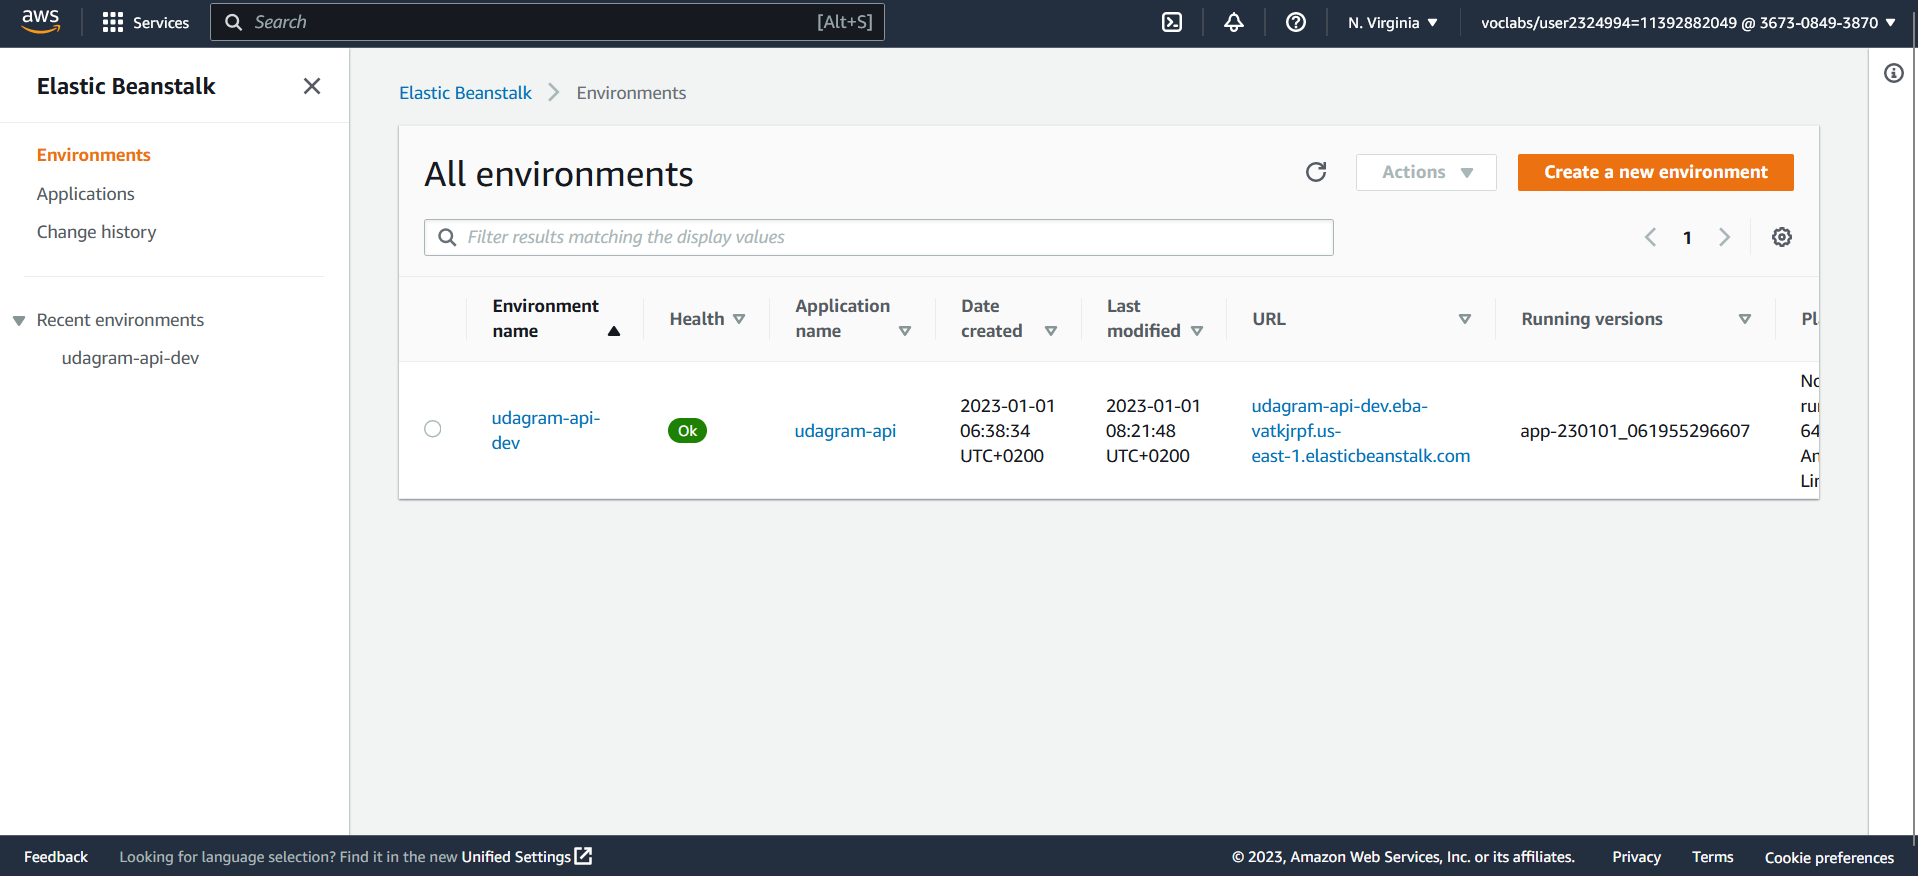 aws
Services
Search
[Alt+S]
N. Virginia
voclabs/user2324994=11392882049 @ 3673-0849-3870
Elastic Beanstalk
Environments
Applications
Change history
Recent environments
udagram-api-dev
Elastic Beanstalk
Environments
All environments
Actions
Create a new environment
Filter results matching the display values
1
Environment
name
Health
Application
name
Date
created
Last
modified
URL
Running versions
udagram-api-
dev
Ok
udagram-api
2023-01-01
06:38:34
UTC+0200
2023-01-01
08:21:48
UTC+0200
udagram-api-dev.eba-
vatkjrpf.us-
east-1.elasticbeanstalk.com
app-230101_061955296607
64
Feedback
Looking for language selection? Find it in the new Unified Settings
© 2023, Amazon Web Services, Inc. or its affiliates.
Privacy
Terms
Cookie preferences